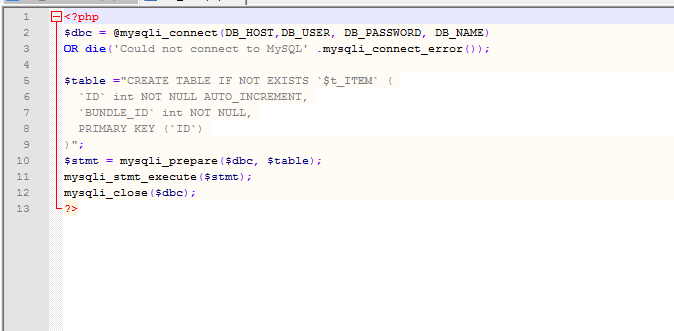 1 <?php
2 $dbc = @mysqli_connect(DB_HOST,DB_USER, DB_PASSWORD, DB_NAME)
3 OR die('Could not connect to MySQL' .mysqli_connect_error());
4
5 $table ="CREATE TABLE IF NOT EXISTS `$t_ITEM` (
6 `ID` int NOT NULL AUTO_INCREMENT,
7 `BUNDLE_ID` int NOT NULL,
8 PRIMARY KEY (`ID`)
9 )";
10 $stmt = mysqli_prepare($dbc, $table);
11 mysqli_stmt_execute($stmt);
12 mysqli_close($dbc);
13 ?>